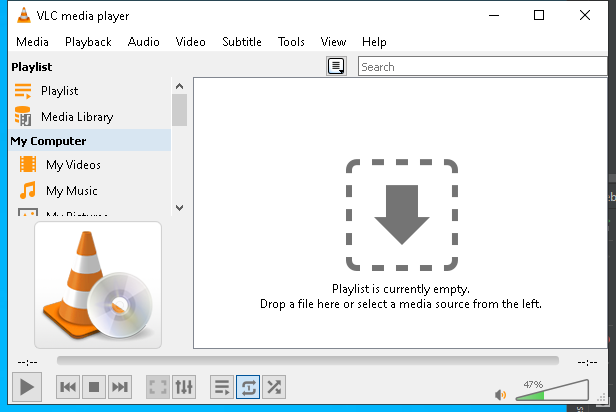 VLC media player
Media Playback Audio Video Subtitle Tools View Help
Playlist
Search
Playlist
Media Library
My Computer
My Videos
My Music
My Pictures
Playlist is currently empty.
Drop a file here or select a media source from the left.
--:-- --:--
47%